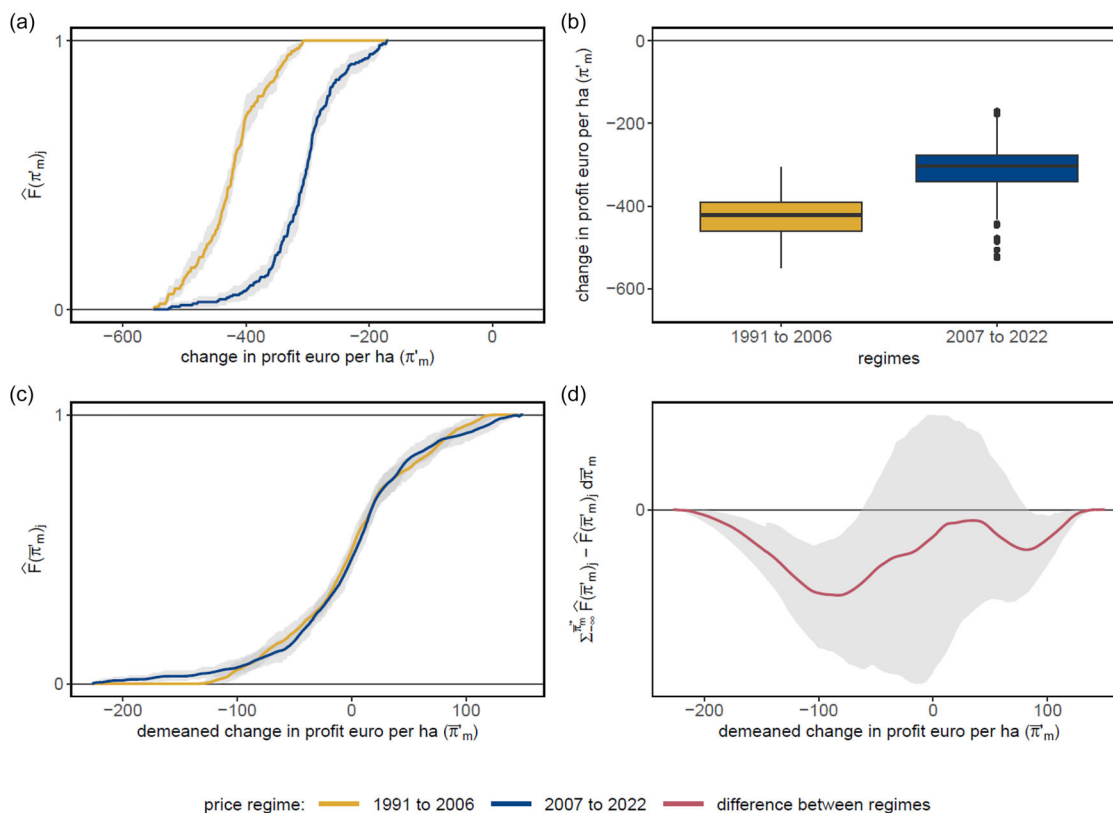 (a)
1
F̂(π'm)j
0
−600 −400 −200 0
change in profit euro per ha (π'm)
(b)
change in profit euro per ha (π'm)
0
−200
−400
−600
1991 to 2006 2007 to 2022
regimes
(c)
1
F̂(π̅'m)j
0
−200 −100 0 100
demeaned change in profit euro per ha (π̅'m)
(d)
0
−200 −100 0 100
demeaned change in profit euro per ha (π̅'m)
price regime: 1991 to 2006 2007 to 2022 difference between regimes